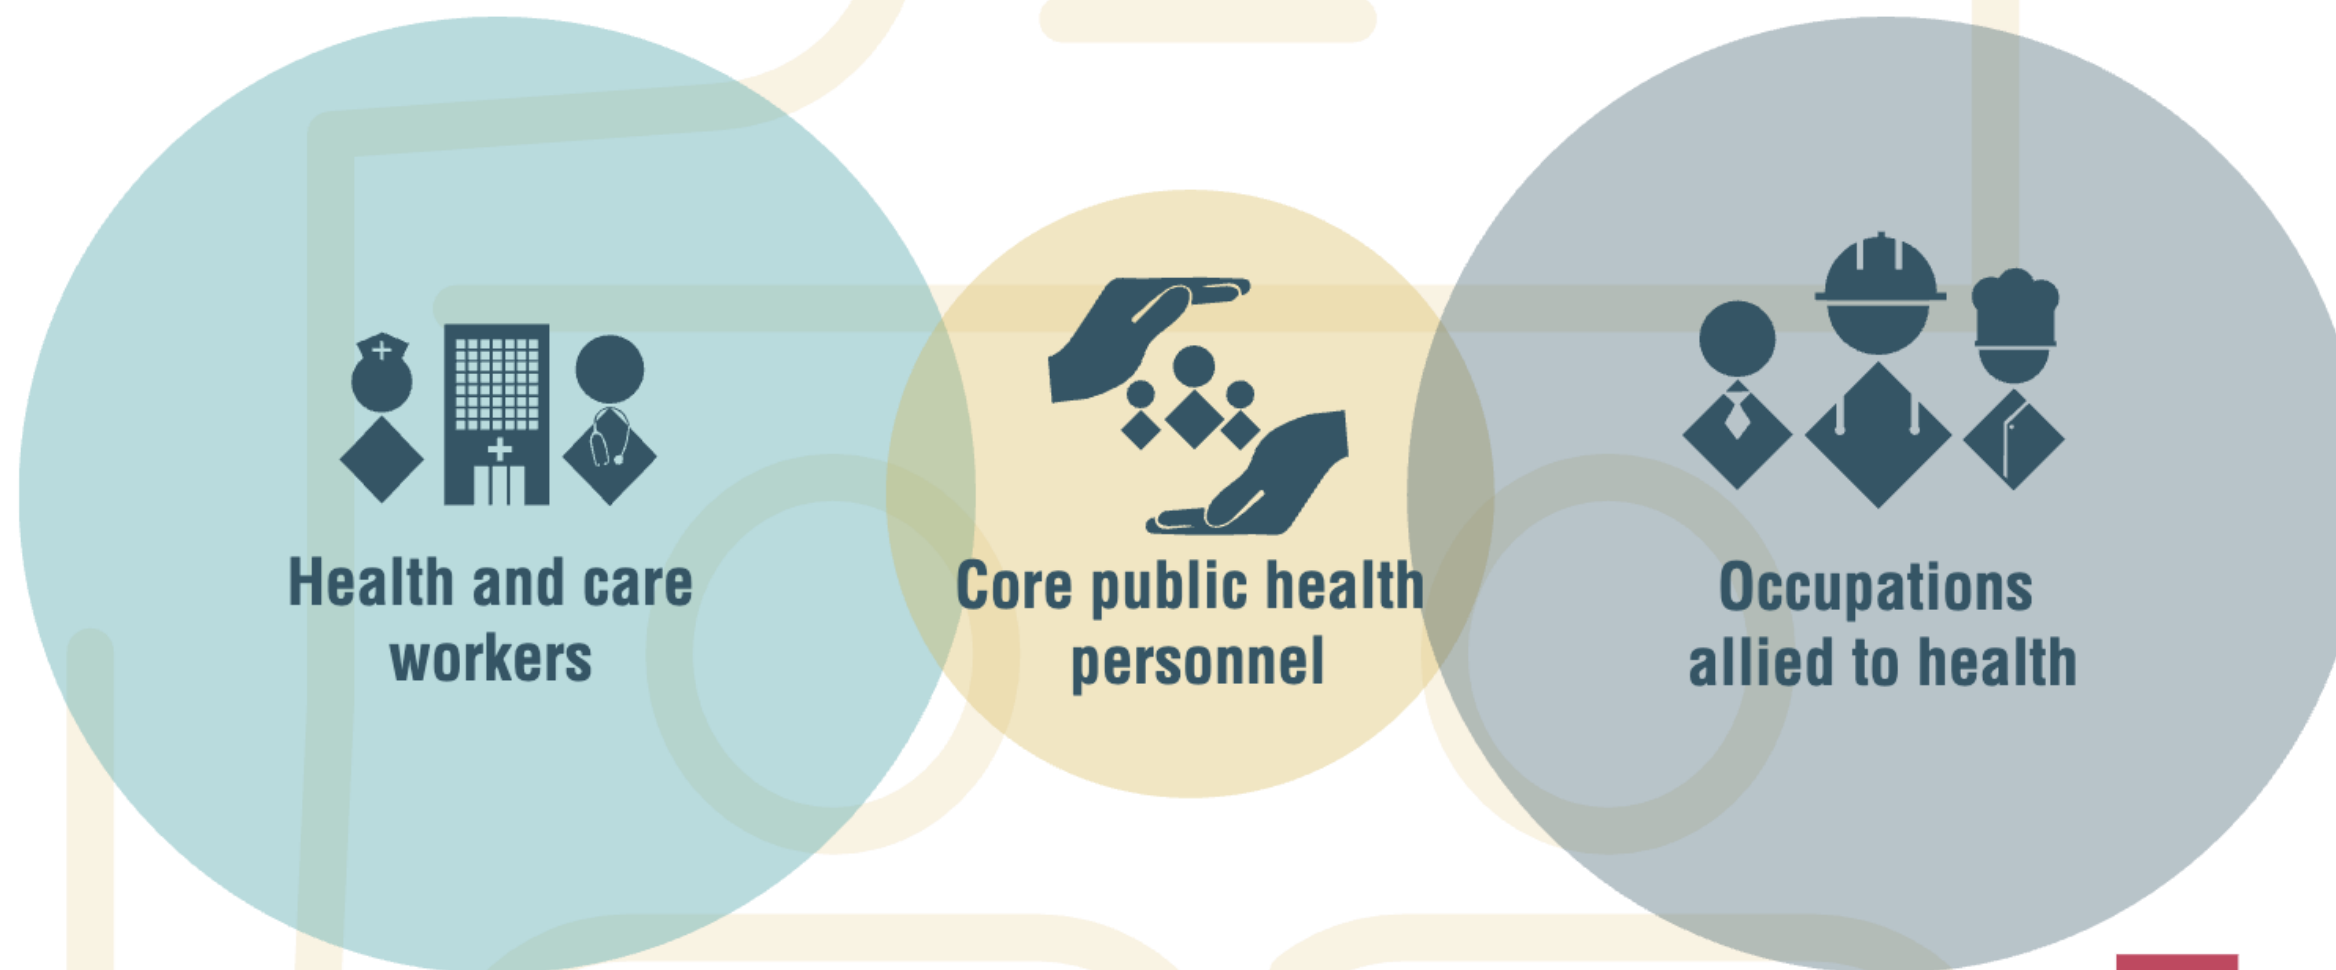 Health and care
workers
Core public health
personnel
Occupations
allied to health